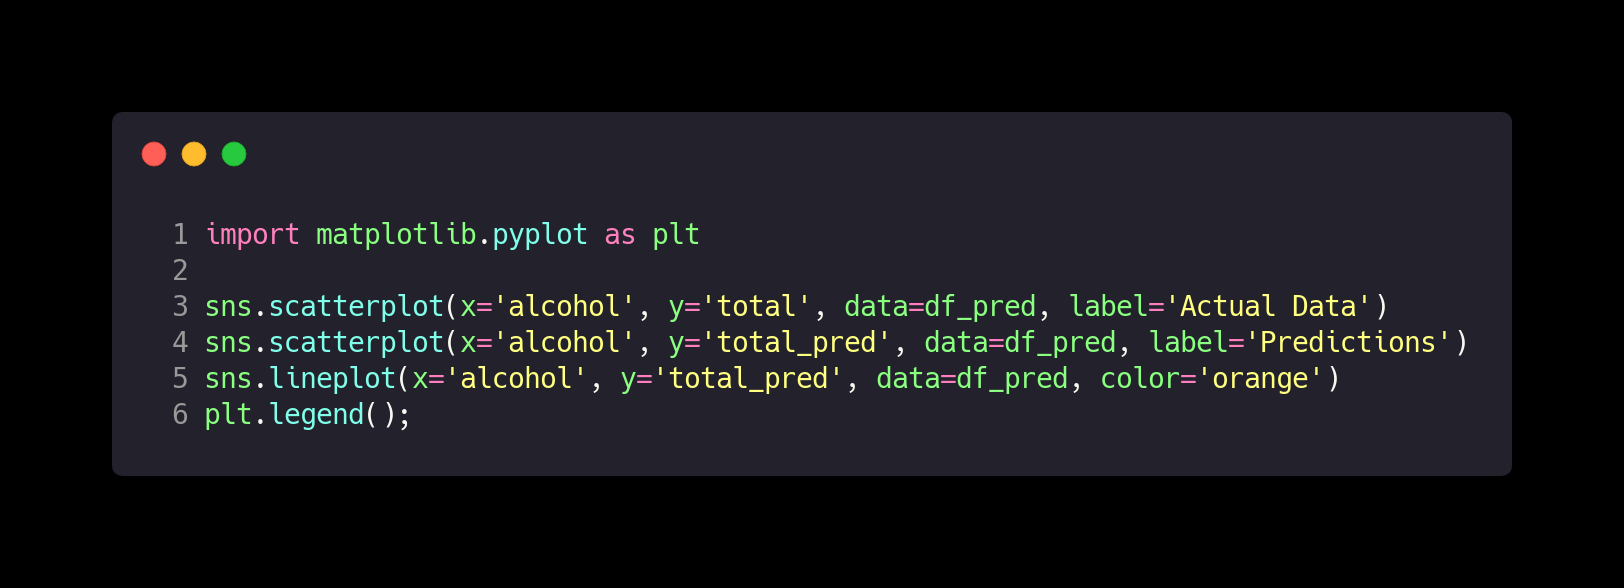 1 import matplotlib.pyplot as plt
2
3 sns.scatterplot(x='alcohol', y='total', data=df_pred, label='Actual Data')
4 sns.scatterplot(x='alcohol', y='total_pred', data=df_pred, label='Predictions')
5 sns.lineplot(x='alcohol', y='total_pred', data=df_pred, color='orange')
6 plt.legend();